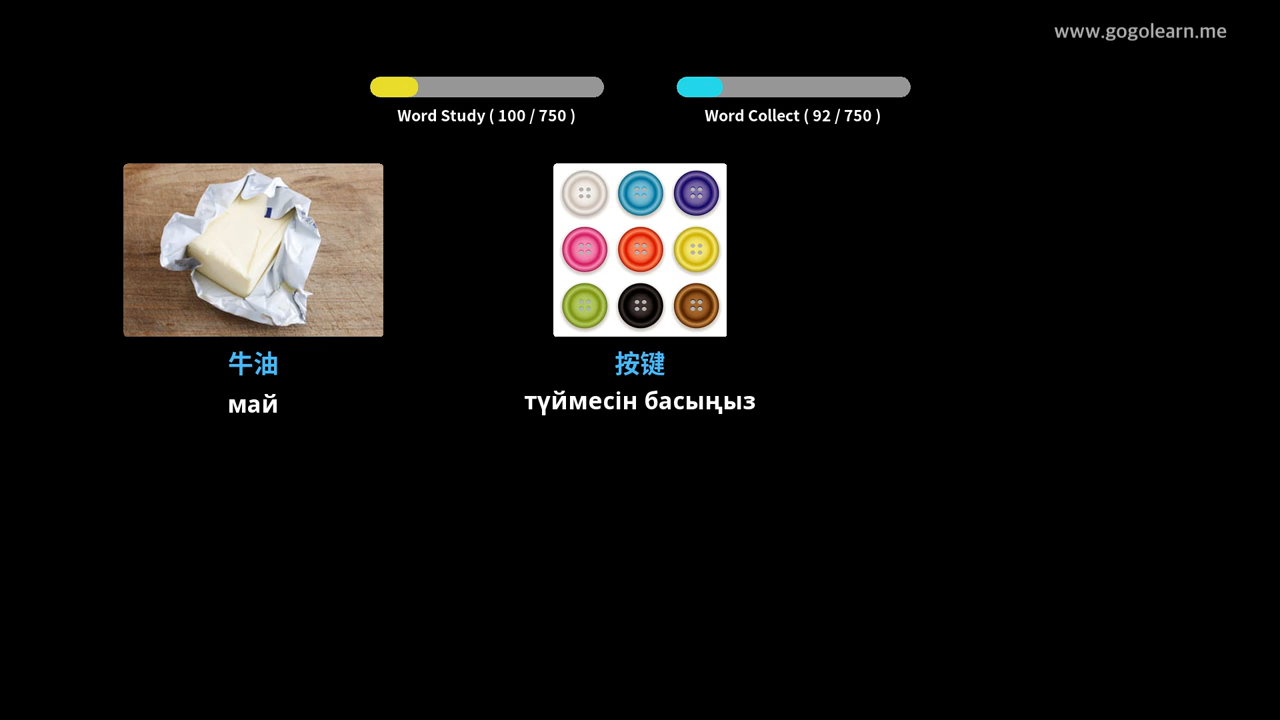 www.gogolearn.me
Word Study ( 100 / 750 )
Word Collect ( 92 / 750 )
牛油
май
按键
түймесін басыңыз